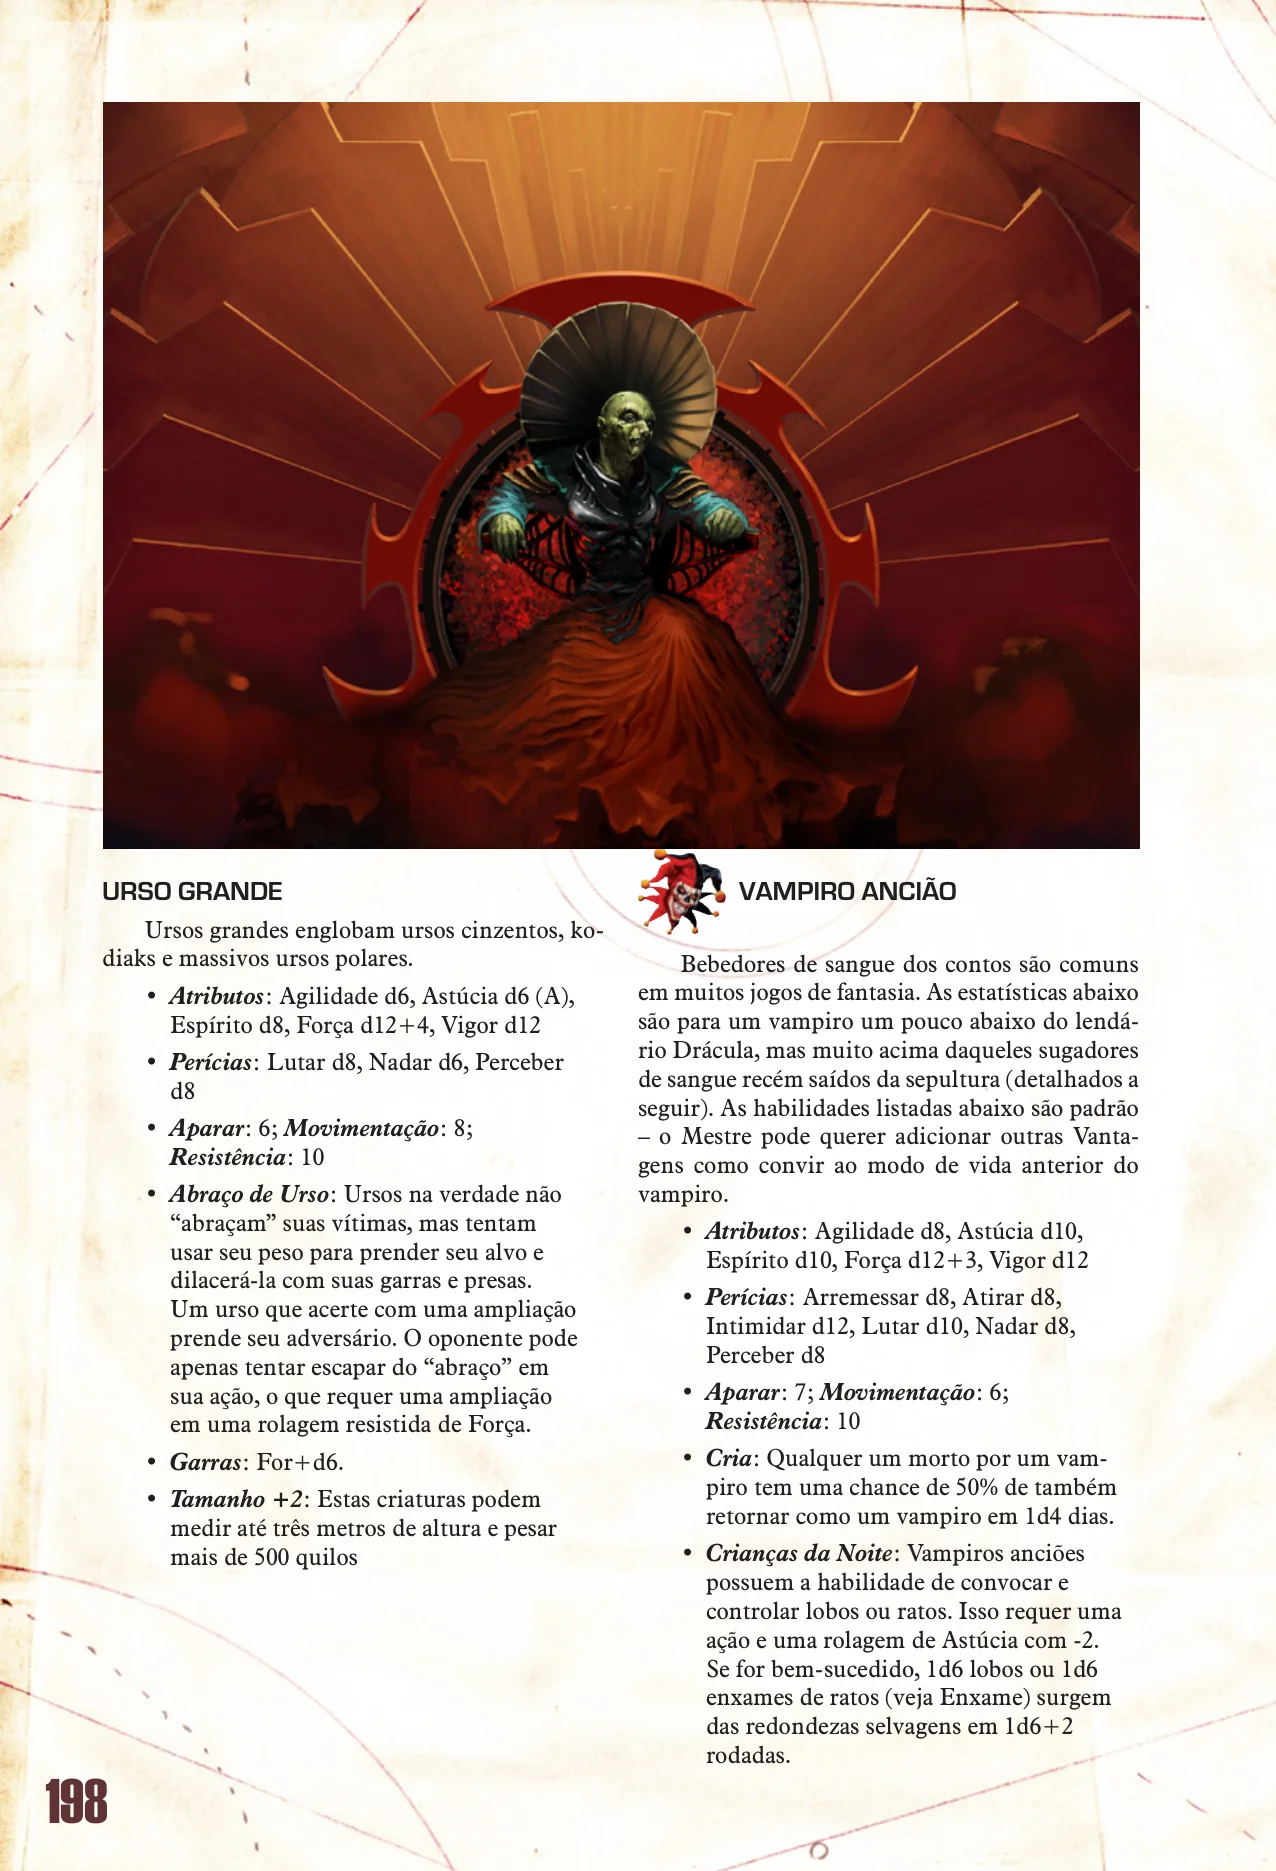 URSO GRANDE
Ursos grandes englobam ursos cinzentos, ko-
diaks e massivos ursos polares.
• Atributos: Agilidade d6, Astúcia d6 (A),
Espírito d8, Força d12+4, Vigor d12
• Perícias: Lutar d8, Nadar d6, Perceber
d8
• Aparar: 6; Movimentação: 8;
Resistência: 10
• Abraço de Urso: Ursos na verdade não
“abraçam” suas vítimas, mas tentam
usar seu peso para prender seu alvo e
dilacerá-la com suas garras e presas.
Um urso que acerte com uma ampliação
prende seu adversário. O oponente pode
apenas tentar escapar do “abraço” em
sua ação, o que requer uma ampliação
em uma rolagem resistida de Força.
• Garras: For+d6.
• Tamanho +2: Estas criaturas podem
medir até três metros de altura e pesar
mais de 500 quilos
VAMPIRO ANCIÃO
Bebedores de sangue dos contos são comuns
em muitos jogos de fantasia. As estatísticas abaixo
são para um vampiro um pouco abaixo do lendá-
rio Drácula, mas muito acima daqueles sugadores
de sangue recém saídos da sepultura (detalhados a
seguir). As habilidades listadas abaixo são padrão
– o Mestre pode querer adicionar outras Vanta-
gens como convir ao modo de vida anterior do
vampiro.
• Atributos: Agilidade d8, Astúcia d10,
Espírito d10, Força d12+3, Vigor d12
• Perícias: Arremessar d8, Atirar d8,
Intimidar d12, Lutar d10, Nadar d8,
Perceber d8
• Aparar: 7; Movimentação: 6;
Resistência: 10
• Cria: Qualquer um morto por um vam-
piro tem uma chance de 50% de também
retornar como um vampiro em 1d4 dias.
• Crianças da Noite: Vampiros anciões
possuem a habilidade de convocar e
controlar lobos ou ratos. Isso requer uma
ação e uma rolagem de Astúcia com -2.
Se for bem-sucedido, 1d6 lobos ou 1d6
enxames de ratos (veja Enxame) surgem
das redondezas selvagens em 1d6+2
rodadas.
198